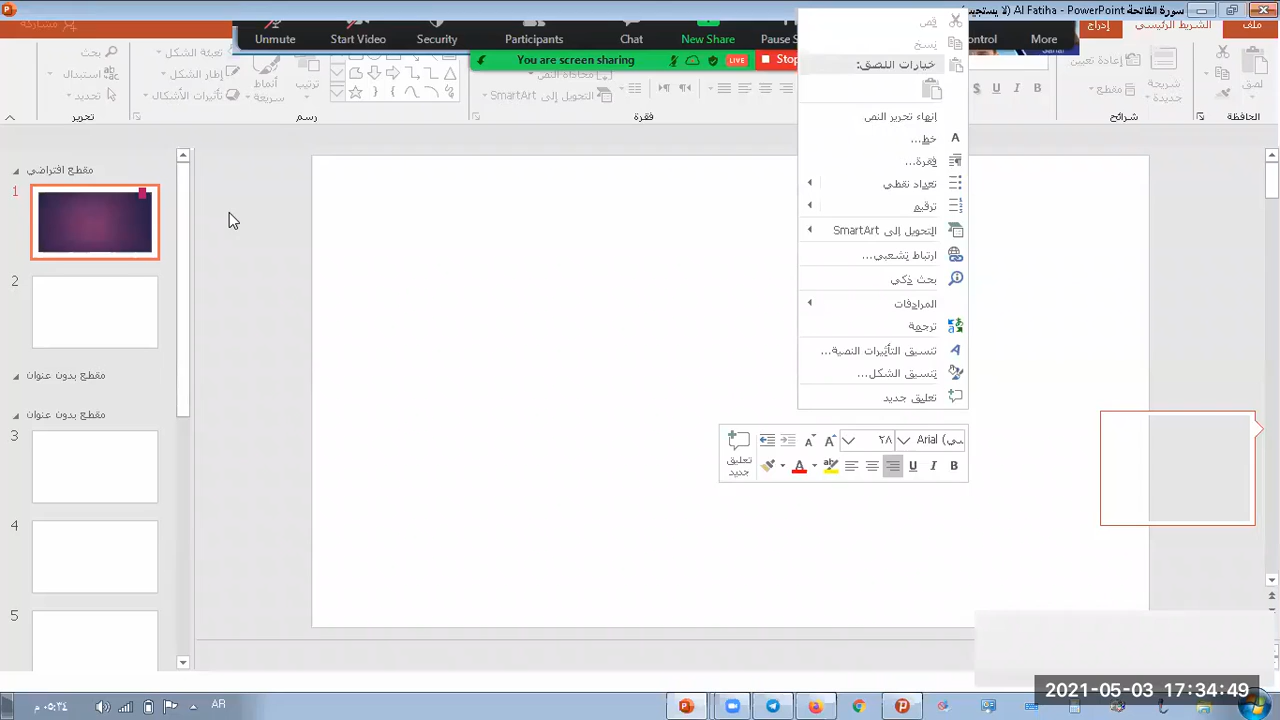 سورة الفاتحة Al Fatiha - PowerPoint
مشاركة
Unmute
Start Video
Security
Participants
Chat
New Share
More
You are screen sharing
LIVE
ملف
الشريط الرئيسي
إدراج
تعبئة الشكل
إطار الشكل
تأثيرات الأشكال
استبدال
تحرير
أنماط
ترتيب
رسم
محاذاة النص
التحويل إلى SmartArt
فقرة
إعادة تعيين
مقطع
شريحة
جديدة
شرائح
لصق
الحافظة
قص
نسخ
خيارات اللصق:
إنهاء تحرير النص
خط...
فقرة...
تعداد نقطي
ترقيم
التحويل إلى SmartArt
ارتباط تشعبي...
بحث ذكي
المرادفات
ترجمة
تنسيق التأثيرات النصية...
تنسيق الشكل...
تعليق جديد
٢٨
Arial
تعليق
جديد
مقطع افتراضي
1
2
مقطع بدون عنوان
مقطع بدون عنوان
3
4
5
2021-05-03 17:34:49
AR
م ٠٥:٣٤